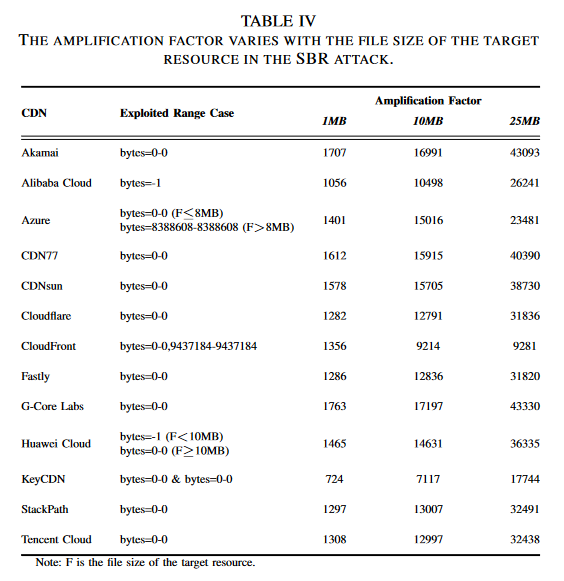 TABLE IV
THE AMPLIFICATION FACTOR VARIES WITH THE FILE SIZE OF THE TARGET
RESOURCE IN THE SBR ATTACK.
CDN Exploited Range Case Amplification Factor
1MB 10MB 25MB
Akamai bytes=0-0 1707 16991 43093
Alibaba Cloud bytes=-1 1056 10498 26241
Azure bytes=0-0 (F≤8MB) 1401 15016 23481
bytes=8388608-8388608 (F>8MB)
CDN77 bytes=0-0 1612 15915 40390
CDNsun bytes=0-0 1578 15705 38730
Cloudflare bytes=0-0 1282 12791 31836
CloudFront bytes=0-0,9437184-9437184 1356 9214 9281
Fastly bytes=0-0 1286 12836 31820
G-Core Labs bytes=0-0 1763 17197 43330
Huawei Cloud bytes=-1 (F<10MB) 1465 14631 36335
bytes=0-0 (F≥10MB)
KeyCDN bytes=0-0 & bytes=0-0 724 7117 17744
StackPath bytes=0-0 1297 13007 32491
Tencent Cloud bytes=0-0 1308 12997 32438
Note: F is the file size of the target resource.